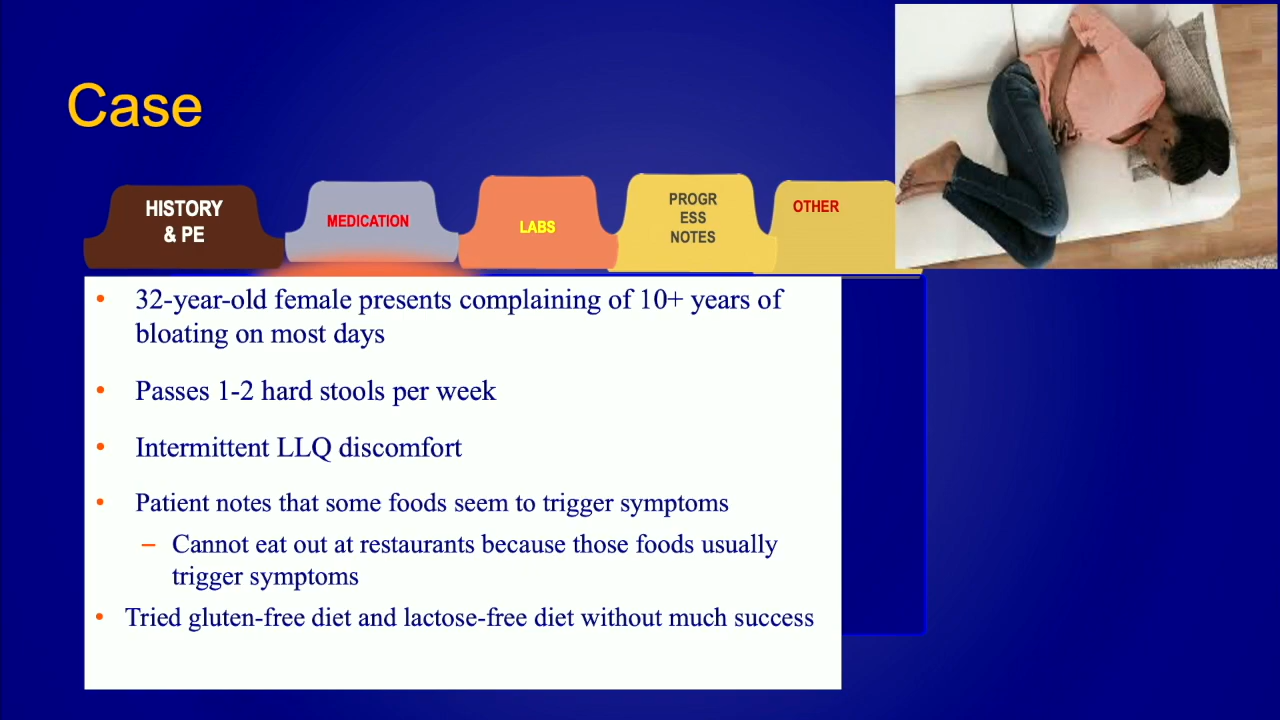 Case
HISTORY
& PE
MEDICATION
LABS
PROGR
ESS
NOTES
OTHER
• 32-year-old female presents complaining of 10+ years of
bloating on most days
• Passes 1-2 hard stools per week
• Intermittent LLQ discomfort
• Patient notes that some foods seem to trigger symptoms
– Cannot eat out at restaurants because those foods usually
trigger symptoms
• Tried gluten-free diet and lactose-free diet without much success